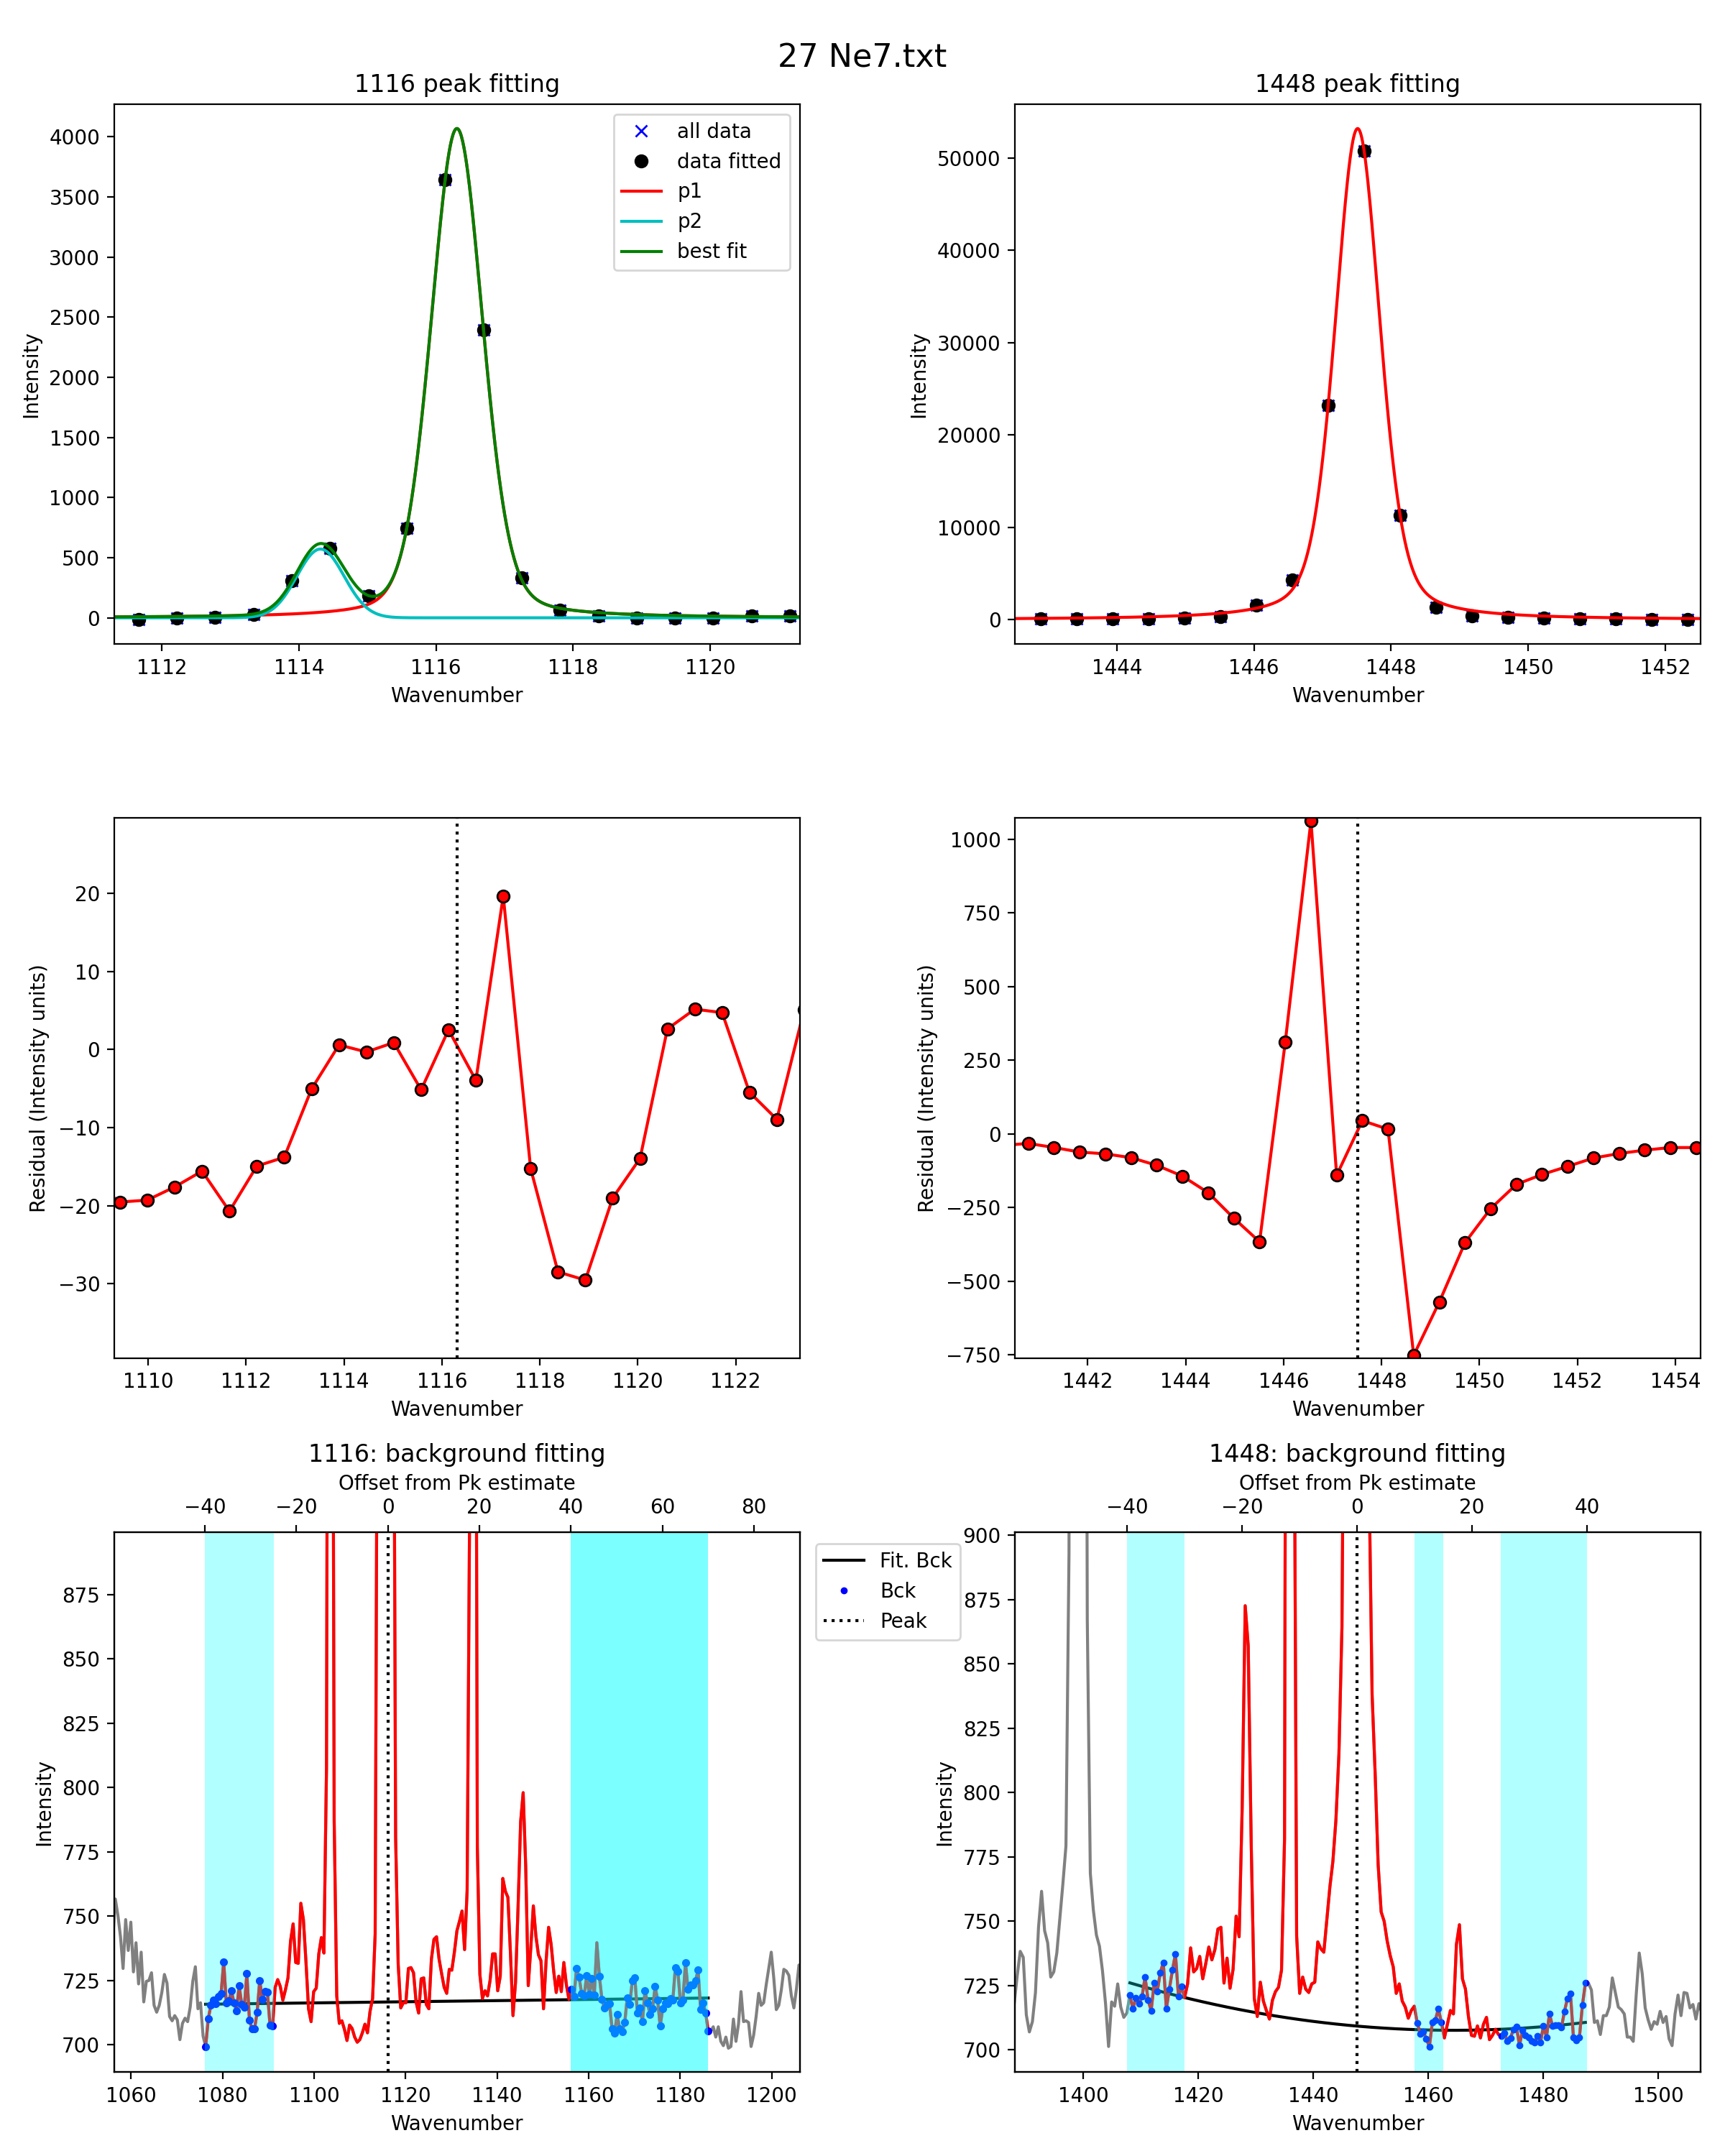 27 Ne7.txt
1116 peak fitting
4000
3500
3000
2500
2000
1500
1000
500
0
Intensity
all data
data fitted
p1
p2
best fit
1112 1114 1116 1118 1120
Wavenumber
1448 peak fitting
50000
40000
30000
20000
10000
0
Intensity
1444 1446 1448 1450 1452
Wavenumber
20
10
0
−10
−20
−30
Residual (Intensity units)
1110 1112 1114 1116 1118 1120 1122
Wavenumber
1000
750
500
250
0
−250
−500
−750
Residual (Intensity units)
1442 1444 1446 1448 1450 1452 1454
Wavenumber
1116: background fitting
Offset from Pk estimate
−40 −20 0 20 40 60 80
875
850
825
800
775
750
725
700
Intensity
1060 1080 1100 1120 1140 1160 1180 1200
Wavenumber
Fit. Bck
Bck
Peak
1448: background fitting
Offset from Pk estimate
−40 −20 0 20 40
900
875
850
825
800
775
750
725
700
Intensity
1400 1420 1440 1460 1480 1500
Wavenumber